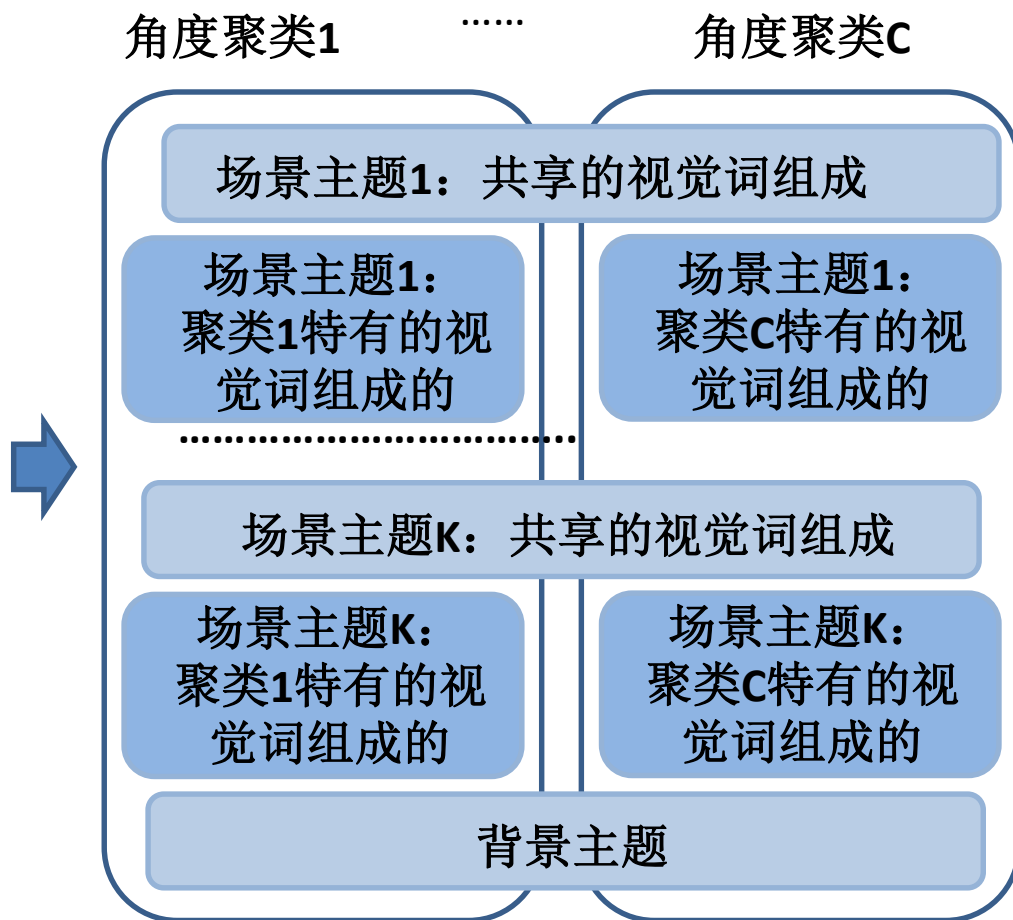 角度聚类1 …… 角度聚类C
场景主题1：共享的视觉词组成
场景主题1：
聚类1特有的视
觉词组成的
场景主题1：
聚类C特有的视
觉词组成的
………………………………
场景主题K：共享的视觉词组成
场景主题K：
聚类1特有的视
觉词组成的
场景主题K：
聚类C特有的视
觉词组成的
背景主题